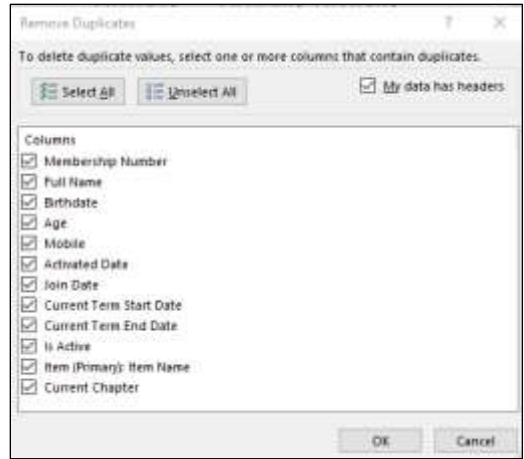 Remove Duplicates ? ×
To delete duplicate values, select one or more columns that contain duplicates.
Select All Unselect All My data has headers
Columns
Membership Number
Full Name
Birthdate
Age
Mobile
Activated Date
Join Date
Current Term Start Date
Current Term End Date
Is Active
Item (Primary): Item Name
Current Chapter
OK Cancel